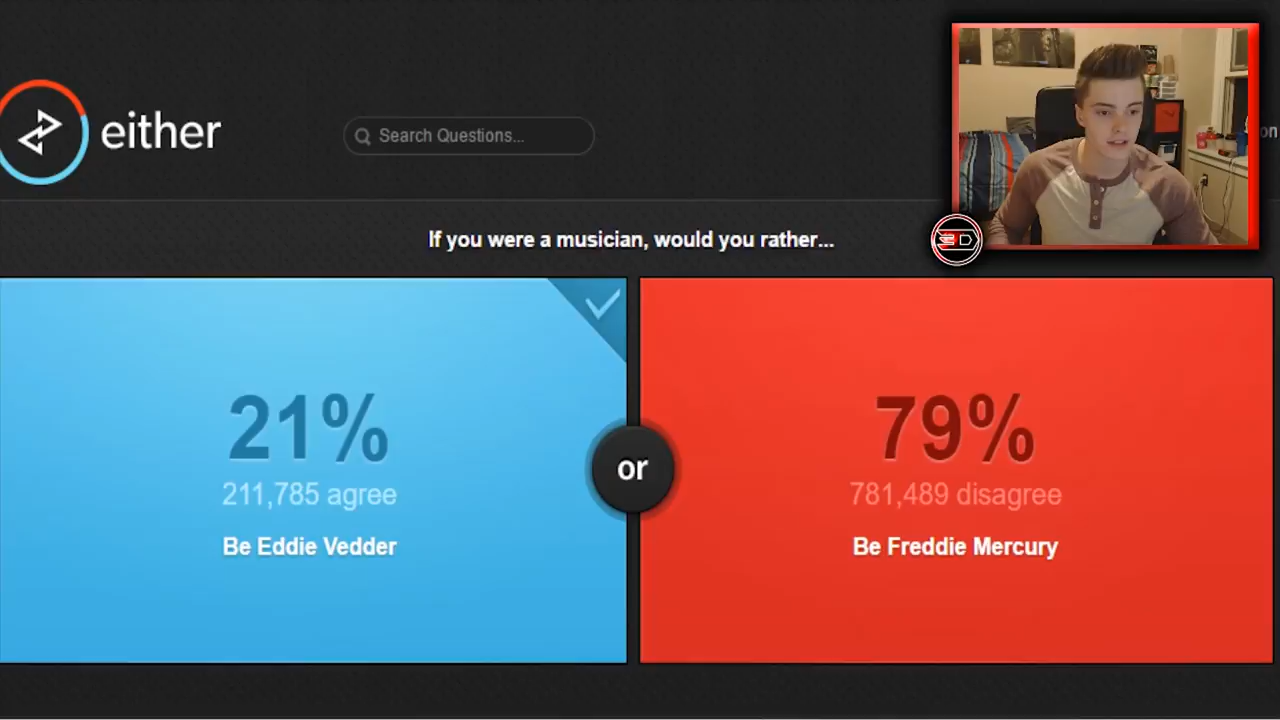 either
Search Questions...
on
If you were a musician, would you rather...
21%
211,785 agree
Be Eddie Vedder
or
79%
781,489 disagree
Be Freddie Mercury